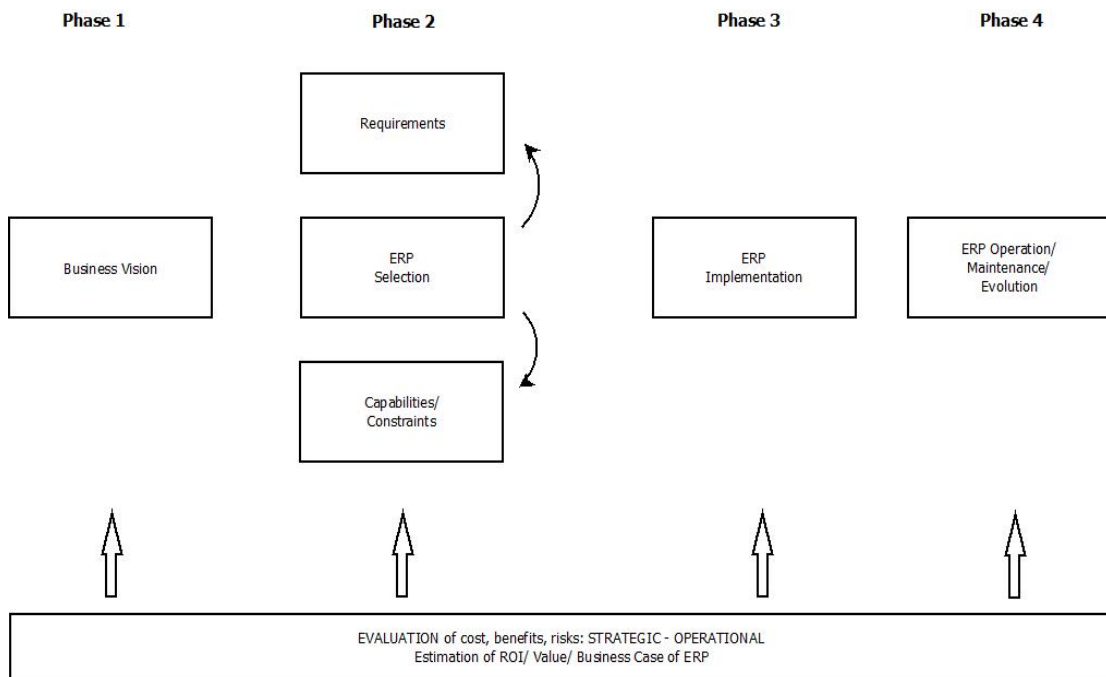 Phase 1
Phase 2
Phase 3
Phase 4
Requirements
Business Vision
ERP
Selection
ERP
Implementation
ERP Operation/
Maintenance/
Evolution
Capabilities/
Constraints
EVALUATION of cost, benefits, risks: STRATEGIC - OPERATIONAL
Estimation of ROI/ Value/ Business Case of ERP